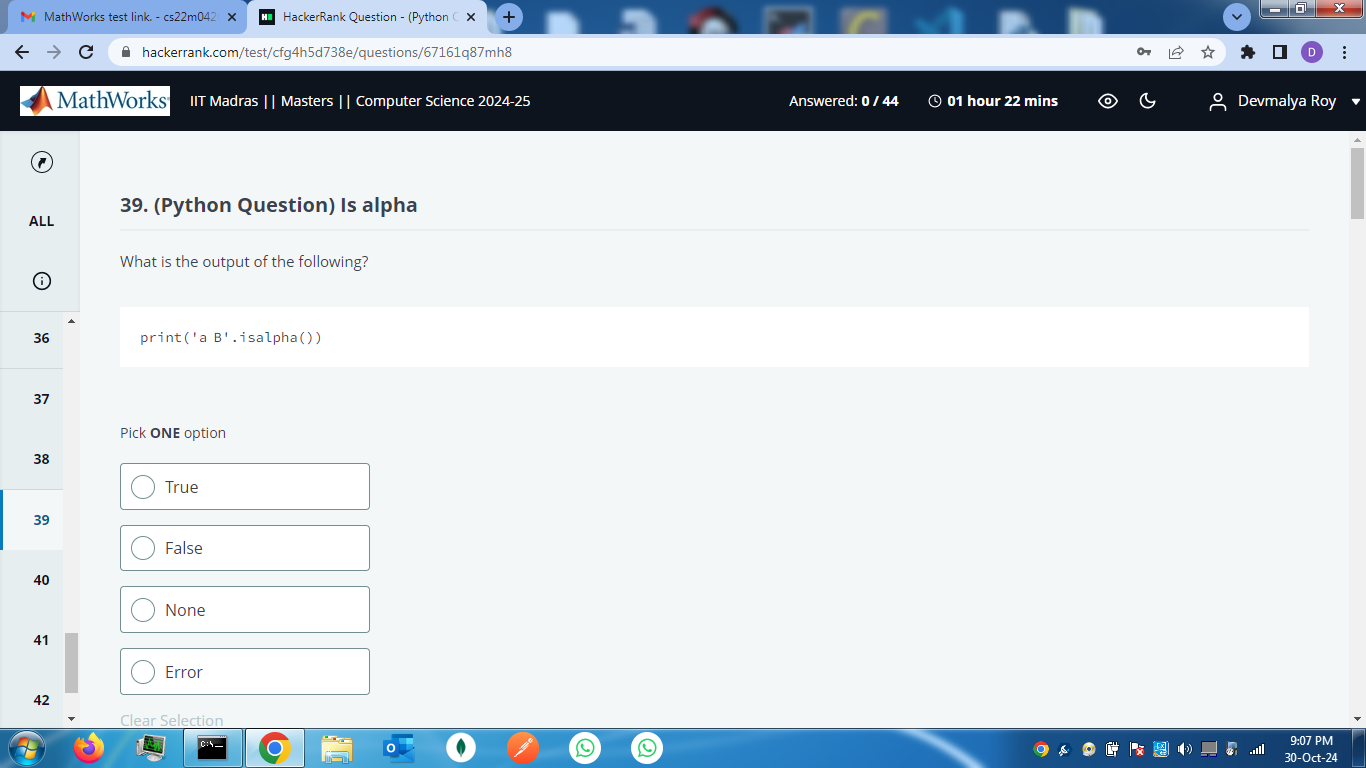 MathWorks test link. - cs22m042
HackerRank Question - (Python
hackerrank.com/test/cfg4h5d738e/questions/67161q87mh8
D
MathWorks
IIT Madras || Masters || Computer Science 2024-25
Answered: 0 / 44
01 hour 22 mins
Devmalya Roy
ALL
36
37
38
39
40
41
42
39. (Python Question) Is alpha
What is the output of the following?
print('a B'.isalpha())
Pick ONE option
True
False
None
Error
Clear Selection
9:07 PM
30-Oct-24